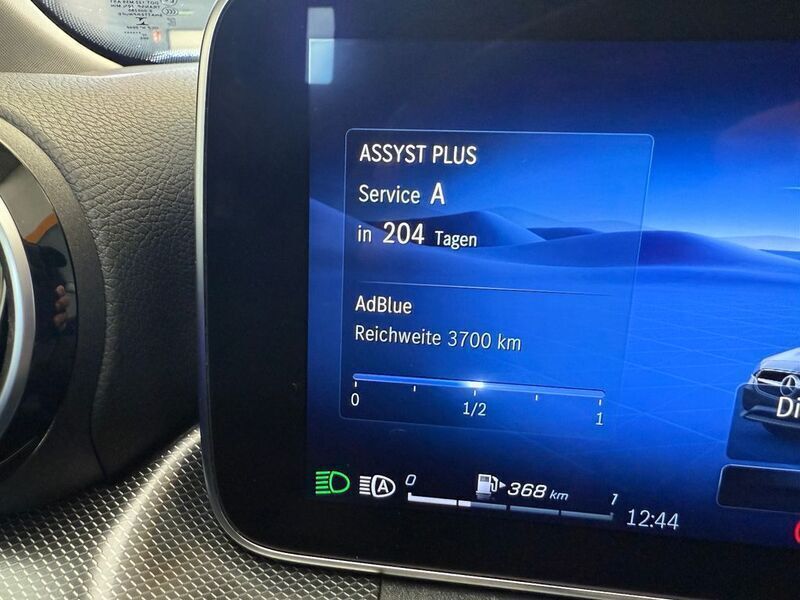 ASSYST PLUS
Service A
in 204 Tagen
AdBlue
Reichweite 3700 km
0 1/2 1
Di
A
0 368 km 1
12:44